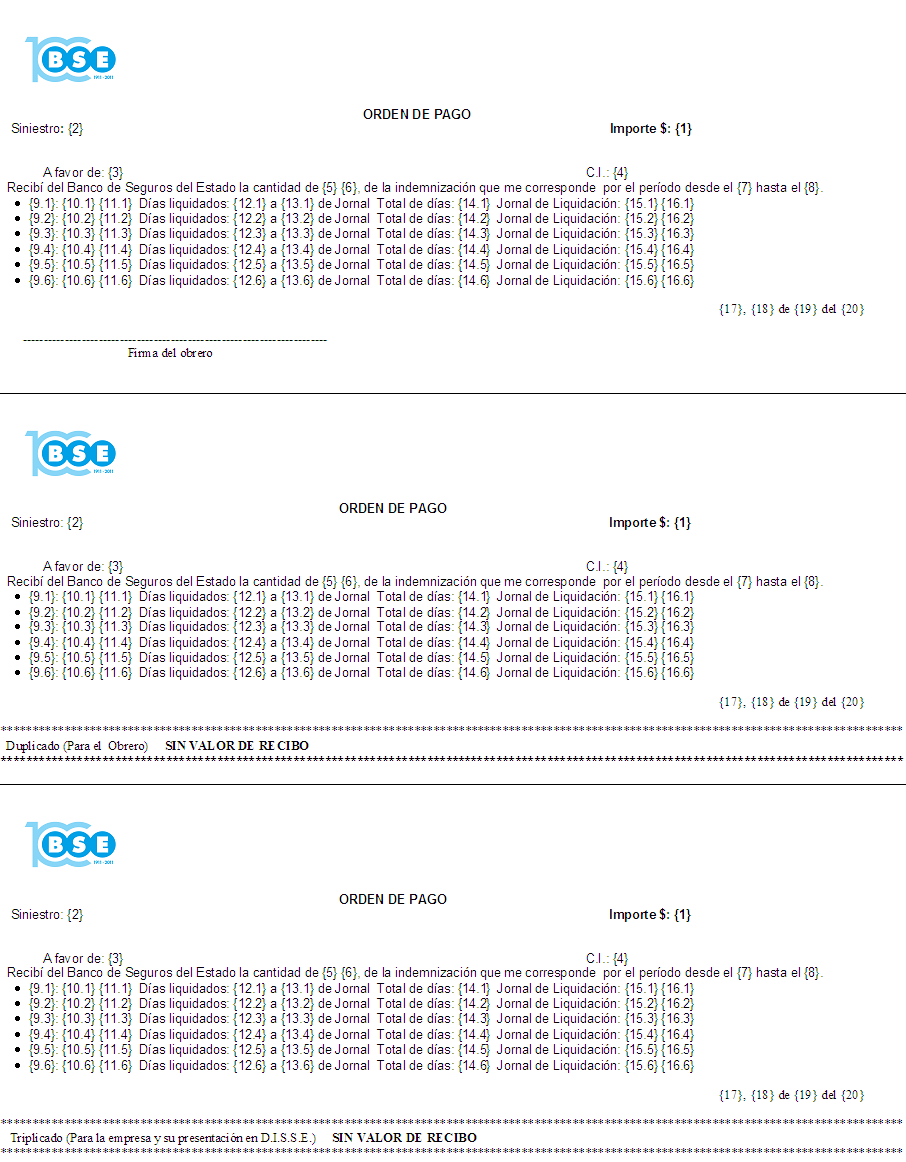 BSE
1911 - 2011
ORDEN DE PAGO
Siniestro: {2} Importe $: {1}
A favor de: {3} C.I.: {4}
Recibí del Banco de Seguros del Estado la cantidad de {5} {6}, de la indemnización que me corresponde por el período desde el {7} hasta el {8}.
• {9.1}: {10.1} {11.1} Días liquidados: {12.1} a {13.1} de Jornal Total de días: {14.1} Jornal de Liquidación: {15.1} {16.1}
• {9.2}: {10.2} {11.2} Días liquidados: {12.2} a {13.2} de Jornal Total de días: {14.2} Jornal de Liquidación: {15.2} {16.2}
• {9.3}: {10.3} {11.3} Días liquidados: {12.3} a {13.3} de Jornal Total de días: {14.3} Jornal de Liquidación: {15.3} {16.3}
• {9.4}: {10.4} {11.4} Días liquidados: {12.4} a {13.4} de Jornal Total de días: {14.4} Jornal de Liquidación: {15.4} {16.4}
• {9.5}: {10.5} {11.5} Días liquidados: {12.5} a {13.5} de Jornal Total de días: {14.5} Jornal de Liquidación: {15.5} {16.5}
• {9.6}: {10.6} {11.6} Días liquidados: {12.6} a {13.6} de Jornal Total de días: {14.6} Jornal de Liquidación: {15.6} {16.6}
{17}, {18} de {19} del {20}
Firma del obrero
BSE
1911 - 2011
ORDEN DE PAGO
Siniestro: {2} Importe $: {1}
A favor de: {3} C.I.: {4}
Recibí del Banco de Seguros del Estado la cantidad de {5} {6}, de la indemnización que me corresponde por el período desde el {7} hasta el {8}.
• {9.1}: {10.1} {11.1} Días liquidados: {12.1} a {13.1} de Jornal Total de días: {14.1} Jornal de Liquidación: {15.1} {16.1}
• {9.2}: {10.2} {11.2} Días liquidados: {12.2} a {13.2} de Jornal Total de días: {14.2} Jornal de Liquidación: {15.2} {16.2}
• {9.3}: {10.3} {11.3} Días liquidados: {12.3} a {13.3} de Jornal Total de días: {14.3} Jornal de Liquidación: {15.3} {16.3}
• {9.4}: {10.4} {11.4} Días liquidados: {12.4} a {13.4} de Jornal Total de días: {14.4} Jornal de Liquidación: {15.4} {16.4}
• {9.5}: {10.5} {11.5} Días liquidados: {12.5} a {13.5} de Jornal Total de días: {14.5} Jornal de Liquidación: {15.5} {16.5}
• {9.6}: {10.6} {11.6} Días liquidados: {12.6} a {13.6} de Jornal Total de días: {14.6} Jornal de Liquidación: {15.6} {16.6}
{17}, {18} de {19} del {20}
Duplicado (Para el Obrero) SIN VALOR DE RECIBO
BSE
1911 - 2011
ORDEN DE PAGO
Siniestro: {2} Importe $: {1}
A favor de: {3} C.I.: {4}
Recibí del Banco de Seguros del Estado la cantidad de {5} {6}, de la indemnización que me corresponde por el período desde el {7} hasta el {8}.
• {9.1}: {10.1} {11.1} Días liquidados: {12.1} a {13.1} de Jornal Total de días: {14.1} Jornal de Liquidación: {15.1} {16.1}
• {9.2}: {10.2} {11.2} Días liquidados: {12.2} a {13.2} de Jornal Total de días: {14.2} Jornal de Liquidación: {15.2} {16.2}
• {9.3}: {10.3} {11.3} Días liquidados: {12.3} a {13.3} de Jornal Total de días: {14.3} Jornal de Liquidación: {15.3} {16.3}
• {9.4}: {10.4} {11.4} Días liquidados: {12.4} a {13.4} de Jornal Total de días: {14.4} Jornal de Liquidación: {15.4} {16.4}
• {9.5}: {10.5} {11.5} Días liquidados: {12.5} a {13.5} de Jornal Total de días: {14.5} Jornal de Liquidación: {15.5} {16.5}
• {9.6}: {10.6} {11.6} Días liquidados: {12.6} a {13.6} de Jornal Total de días: {14.6} Jornal de Liquidación: {15.6} {16.6}
{17}, {18} de {19} del {20}
Triplicado (Para la empresa y su presentación en D.I.S.S.E.) SIN VALOR DE RECIBO